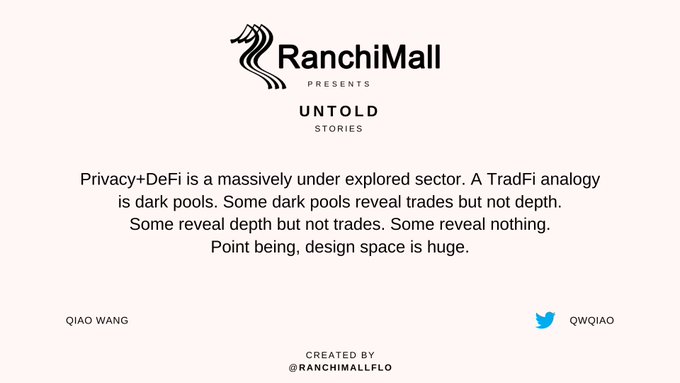 RanchiMall
PRESENTS
UNTOLD
STORIES
Privacy+DeFi is a massively under explored sector. A TradFi analogy
is dark pools. Some dark pools reveal trades but not depth.
Some reveal depth but not trades. Some reveal nothing.
Point being, design space is huge.
QIAO WANG
QWQIAO
CREATED BY
@RANCHIMALLFLO